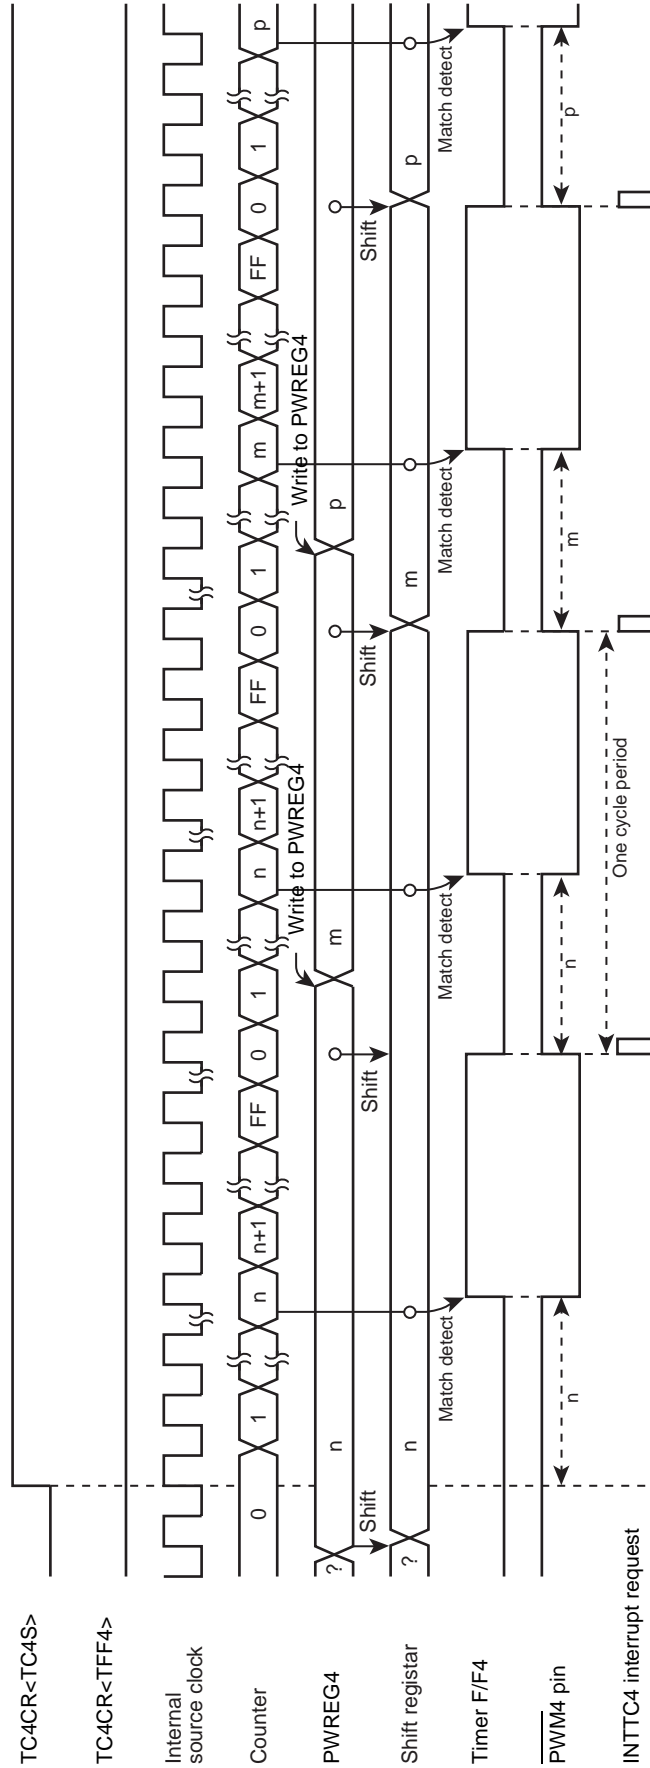 TC4CR<TC4S>
TC4CR<TFF4>
Internal
source clock
Counter
0 1 n n+1 FF 0 1 n n+1 FF 0 1 m m+1 FF 0 1 p
Write to PWREG4
Write to PWREG4
PWREG4
? n m p
Shift
Shift
Shift
Shift
Shift registar
? n m p
Match detect
Match detect
Match detect
Match detect
Timer F/F4
PWM4 pin
n n m p
One cycle period
INTTC4 interrupt request